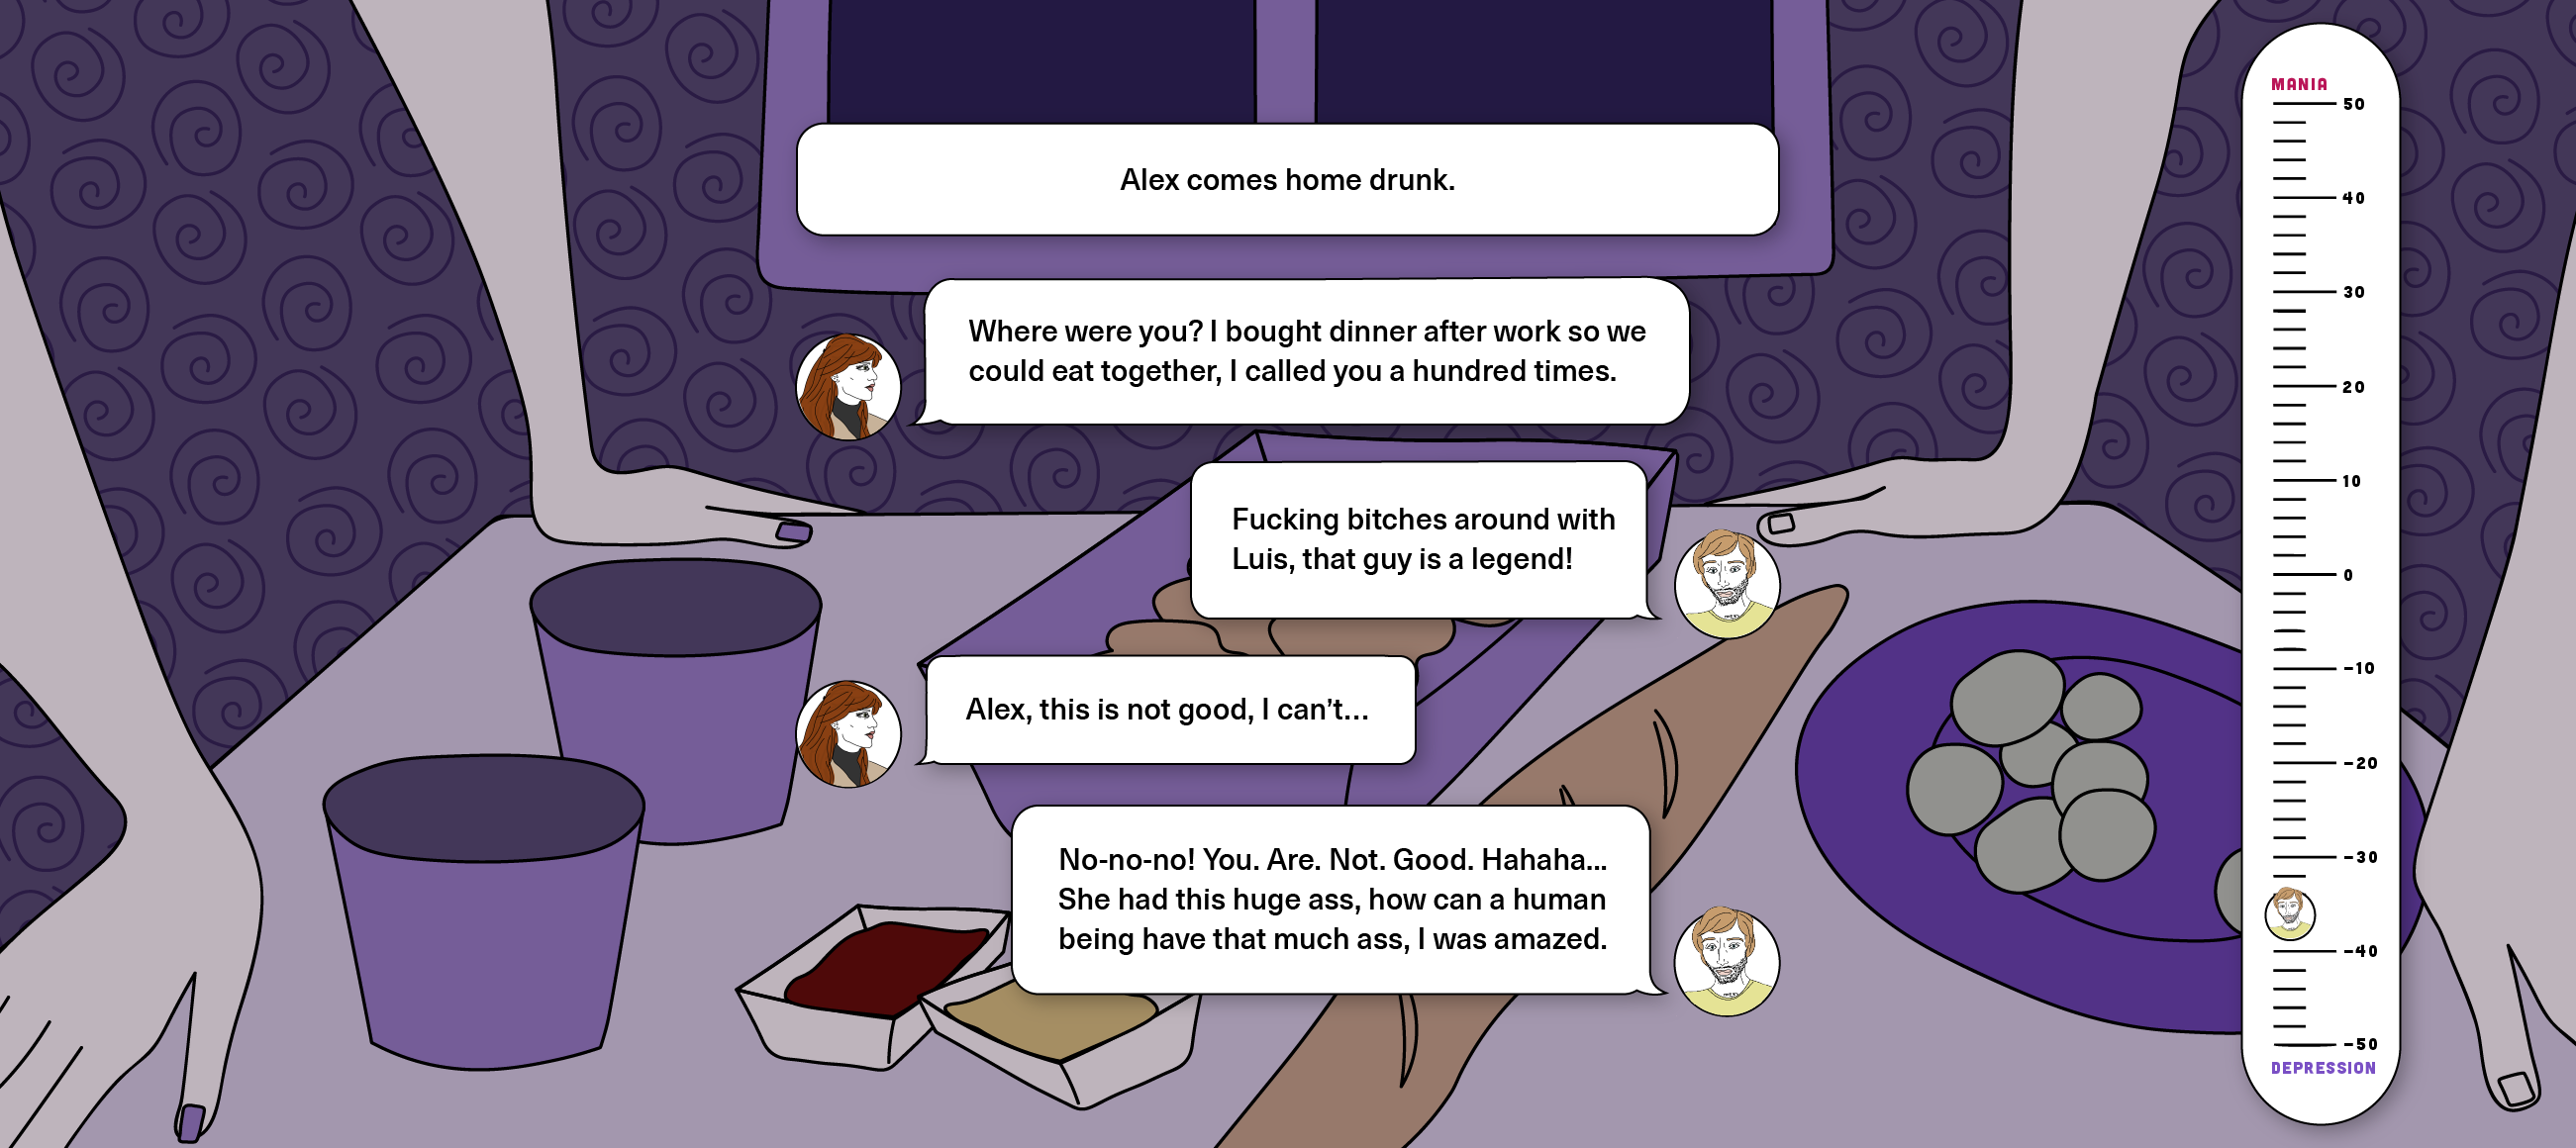 Alex comes home drunk.
Where were you? I bought dinner after work so we
could eat together, I called you a hundred times.
Fucking bitches around with
Luis, that guy is a legend!
Alex, this is not good, I can't...
No-no-no! You. Are. Not. Good. Hahaha...
She had this huge ass, how can a human
being have that much ass, I was amazed.
MANIA
50
40
30
20
10
0
-10
-20
-30
-40
-50
DEPRESSION